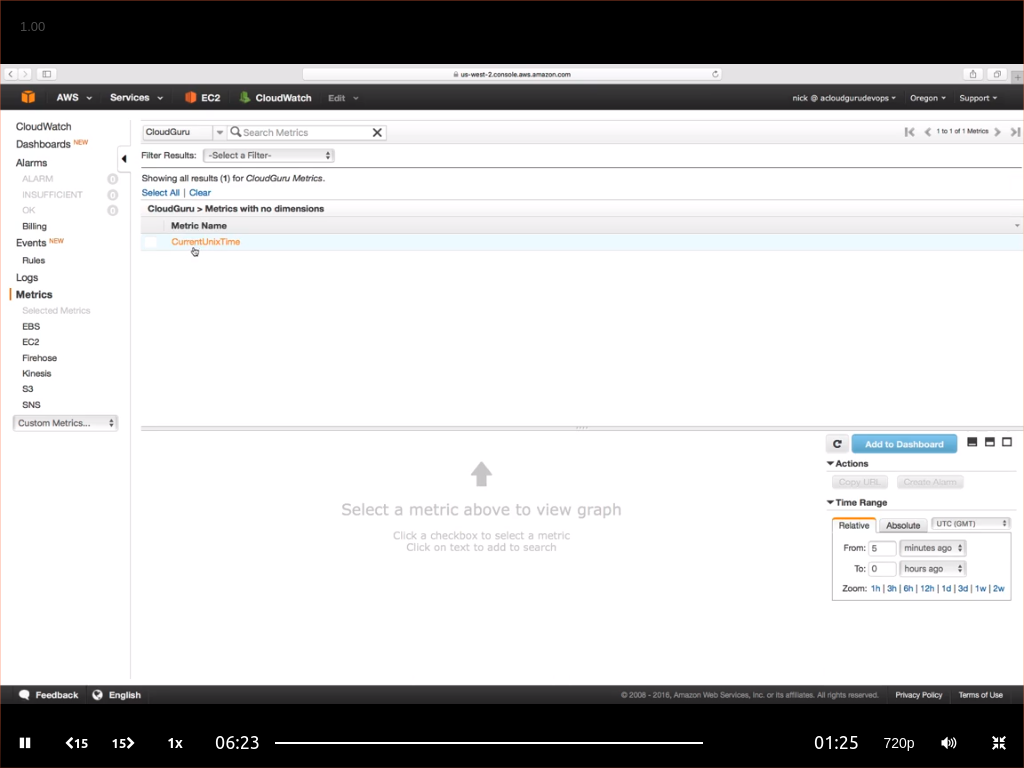 1.00
us-west-2.console.aws.amazon.com
AWS Services EC2 CloudWatch Edit nick @ acloudgurudevops Oregon Support
CloudWatch
Dashboards NEW
Alarms
ALARM 0
INSUFFICIENT 0
OK 0
Billing
Events NEW
Rules
Logs
Metrics
Selected Metrics
EBS
EC2
Firehose
Kinesis
S3
SNS
Custom Metrics...
CloudGuru Search Metrics 1 to 1 of 1 Metrics
Filter Results: -Select a Filter-
Showing all results (1) for CloudGuru Metrics.
Select All | Clear
CloudGuru > Metrics with no dimensions
Metric Name
CurrentUnixTime
Select a metric above to view graph
Click a checkbox to select a metric
Click on text to add to search
Add to Dashboard
Actions
Copy URL Create Alarm
Time Range
Relative Absolute UTC (GMT)
From: 5 minutes ago
To: 0 hours ago
Zoom: 1h | 3h | 6h | 12h | 1d | 3d | 1w | 2w
Feedback English © 2008 - 2016, Amazon Web Services, Inc. or its affiliates. All rights reserved. Privacy Policy Terms of Use
15 15 1x 06:23 01:25 720p